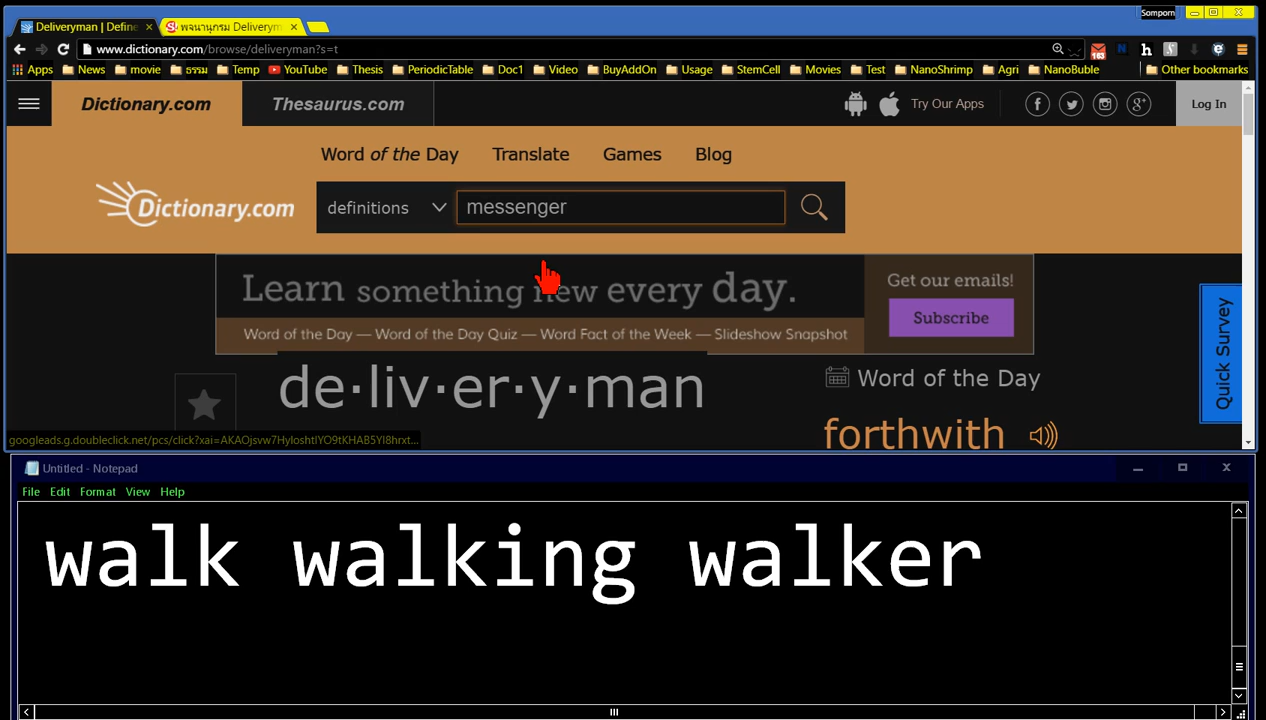 Somporn
Deliveryman | Define
พจนานุกรม Deliverym
www.dictionary.com/browse/deliveryman?s=t
163
Apps News movie ธรรม Temp YouTube Thesis PeriodicTable Doc1 Video BuyAddOn Usage StemCell Movies Test NanoShrimp Agri NanoBuble Other bookmarks
Dictionary.com Thesaurus.com Try Our Apps Log In
Word of the Day Translate Games Blog
Dictionary.com definitions messenger
Learn something new every day.
Get our emails!
Subscribe
Word of the Day — Word of the Day Quiz — Word Fact of the Week — Slideshow Snapshot
Quick Survey
de·liv·er·y·man
Word of the Day
forthwith
Untitled - Notepad
File Edit Format View Help
walk walking walker